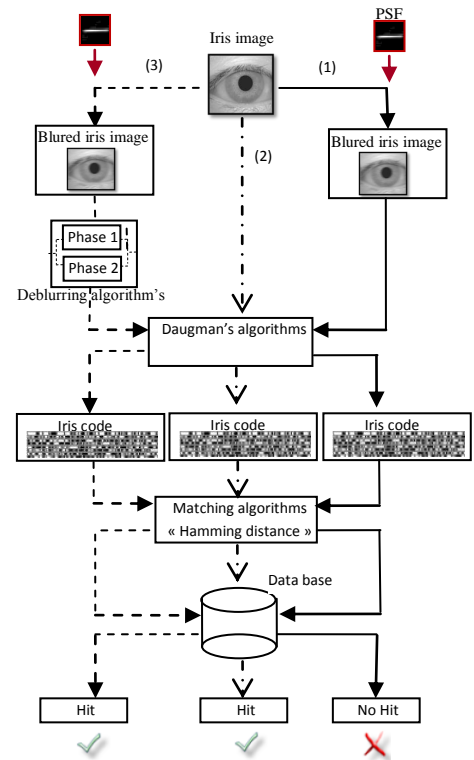 PSF
Iris image
(3)
(1)
Blured iris image
Blured iris image
(2)
Phase 1
Phase 2
Deblurring algorithm's
Daugman's algorithms
Iris code
Iris code
Iris code
Matching algorithms
« Hamming distance »
Data base
Hit
Hit
No Hit